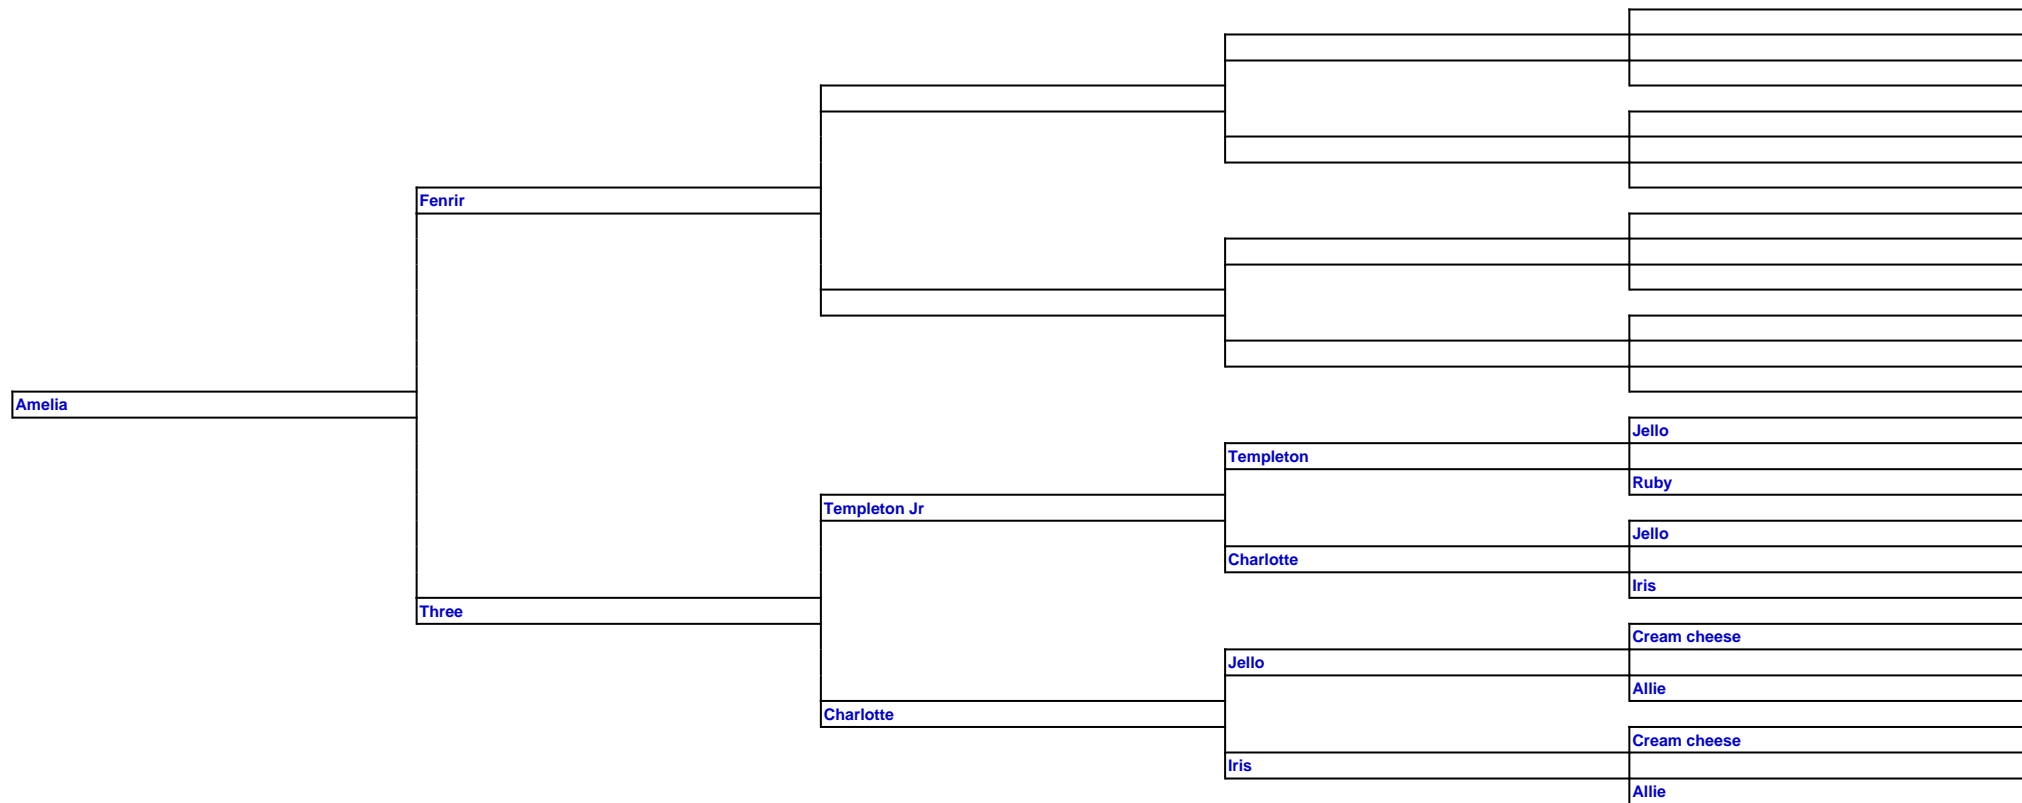 Fenrir
Amelia
Jello
Templeton
Ruby
Templeton Jr
Jello
Charlotte
Iris
Three
Cream cheese
Jello
Allie
Charlotte
Cream cheese
Iris
Allie